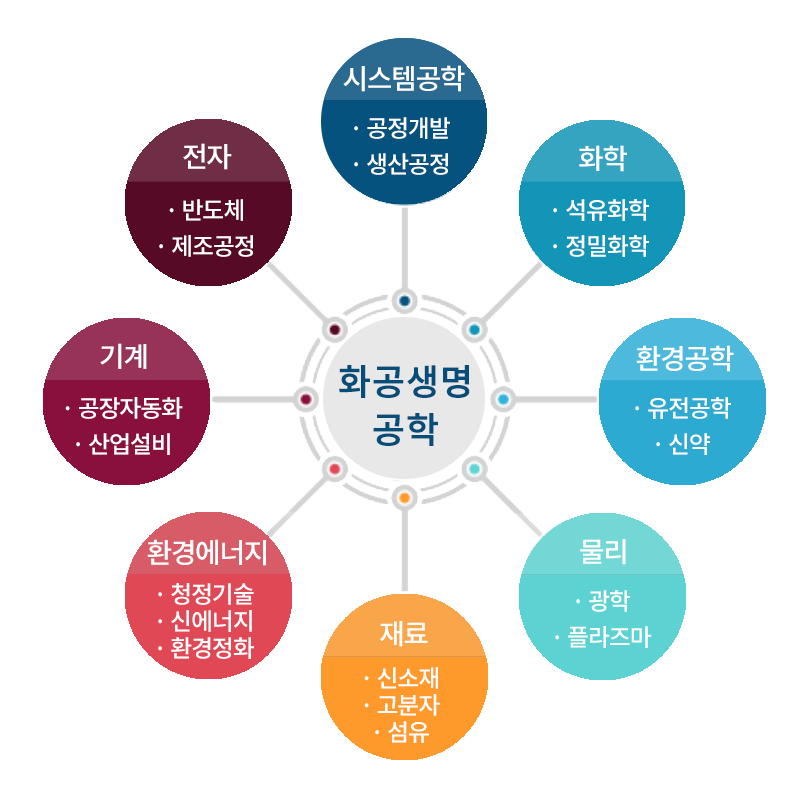 시스템공학
· 공정개발
· 생산공정
화학
· 석유화학
· 정밀화학
환경공학
· 유전공학
· 신약
물리
· 광학
· 플라즈마
재료
· 신소재
· 고분자
· 섬유
환경에너지
· 청정기술
· 신에너지
· 환경정화
기계
· 공장자동화
· 산업설비
전자
· 반도체
· 제조공정
화공생명
공학